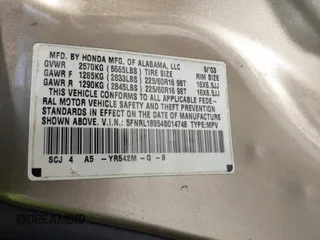 MFD. BY HONDA MFG. OF ALABAMA, LLC 9/03
GVWR 2570KG (5665LBS) TIRE SIZE RIM SIZE
GAWR F 1285KG (2833LBS) 225/60R16 98T 16X6.5JJ
GAWR R 1290KG (2845LBS) 225/60R16 98T 16X6.5JJ
THIS VEHICLE CONFORMS TO ALL APPLICABLE FEDE-
RAL MOTOR VEHICLE SAFETY AND THEFT PREVENTION
STANDARDS IN EFFECT ON THE DATE OF MANUFACTURE
SHOWN ABOVE. V.I.N.: 5FNRL18954B014748 TYPE:MPV
SCJ 4 A5 - YR542M - O - B
DREAMBID